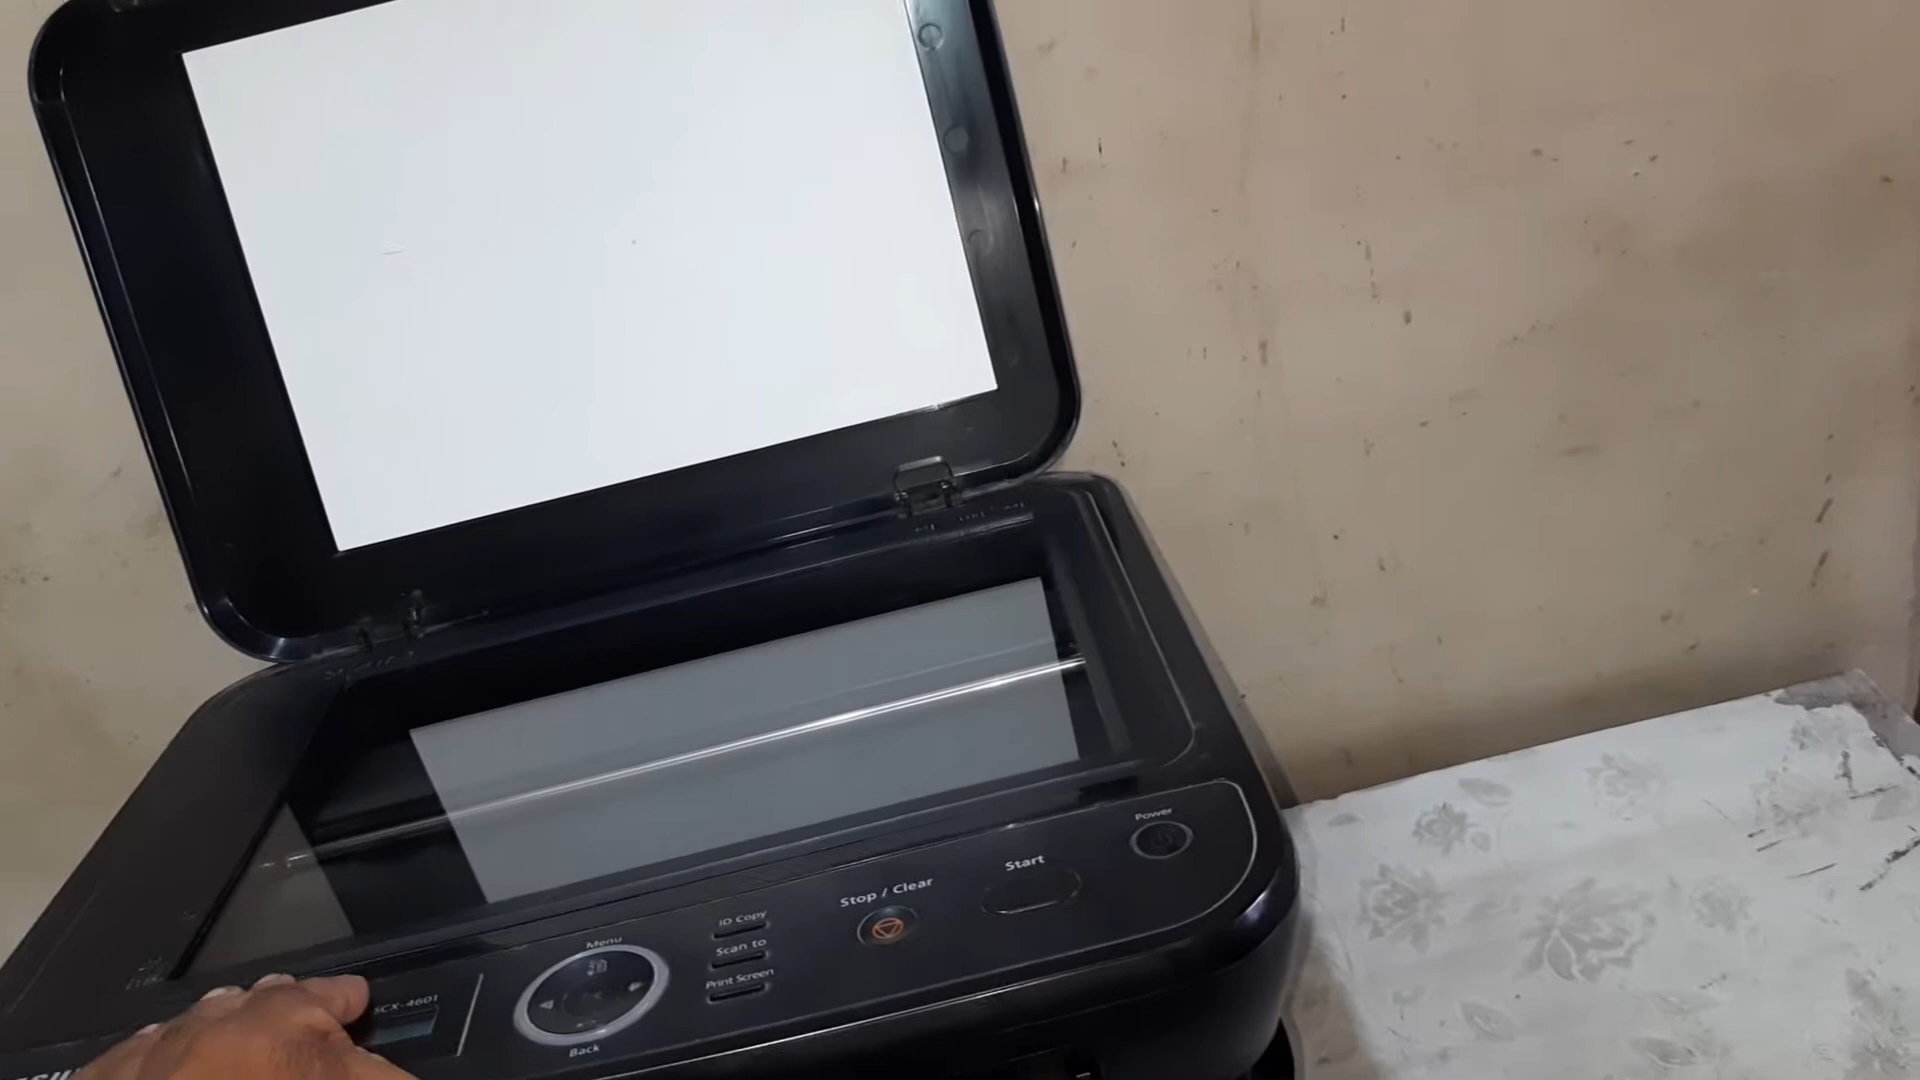 Power
Start
Stop / Clear
ID Copy
Scan to
Print Screen
Menu
SCX-4601
Back